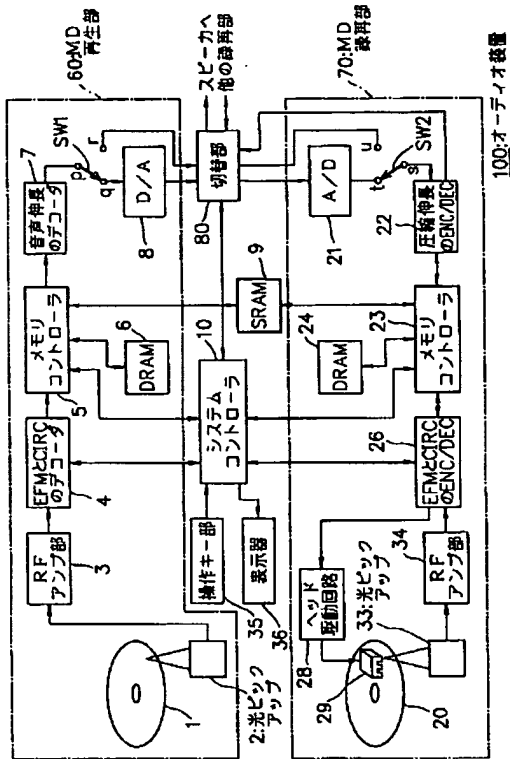 60:MD
再生部
SW1
p
q
r
7
音声伸長
のデコーダ
D/A
8
メモリ
コントローラ
5
DRAM
6
EFMとCIRC
のデコーダ
4
RF
アンプ部
3
1
2:光ピック
アップ
スピーカへ
他の録再部
切替部
80
SRAM
9
10
システム
コントローラ
操作キー部
35
表示器
36
70:MD
録再部
SW2
s
t
u
A/D
21
圧縮伸長
のENC/DEC
22
メモリ
コントローラ
23
DRAM
24
EFMとCIRC
のENC/DEC
26
ヘッド
駆動回路
28
29
20
33:光ピック
アップ
RF
アンプ部
34
100:オーディオ装置